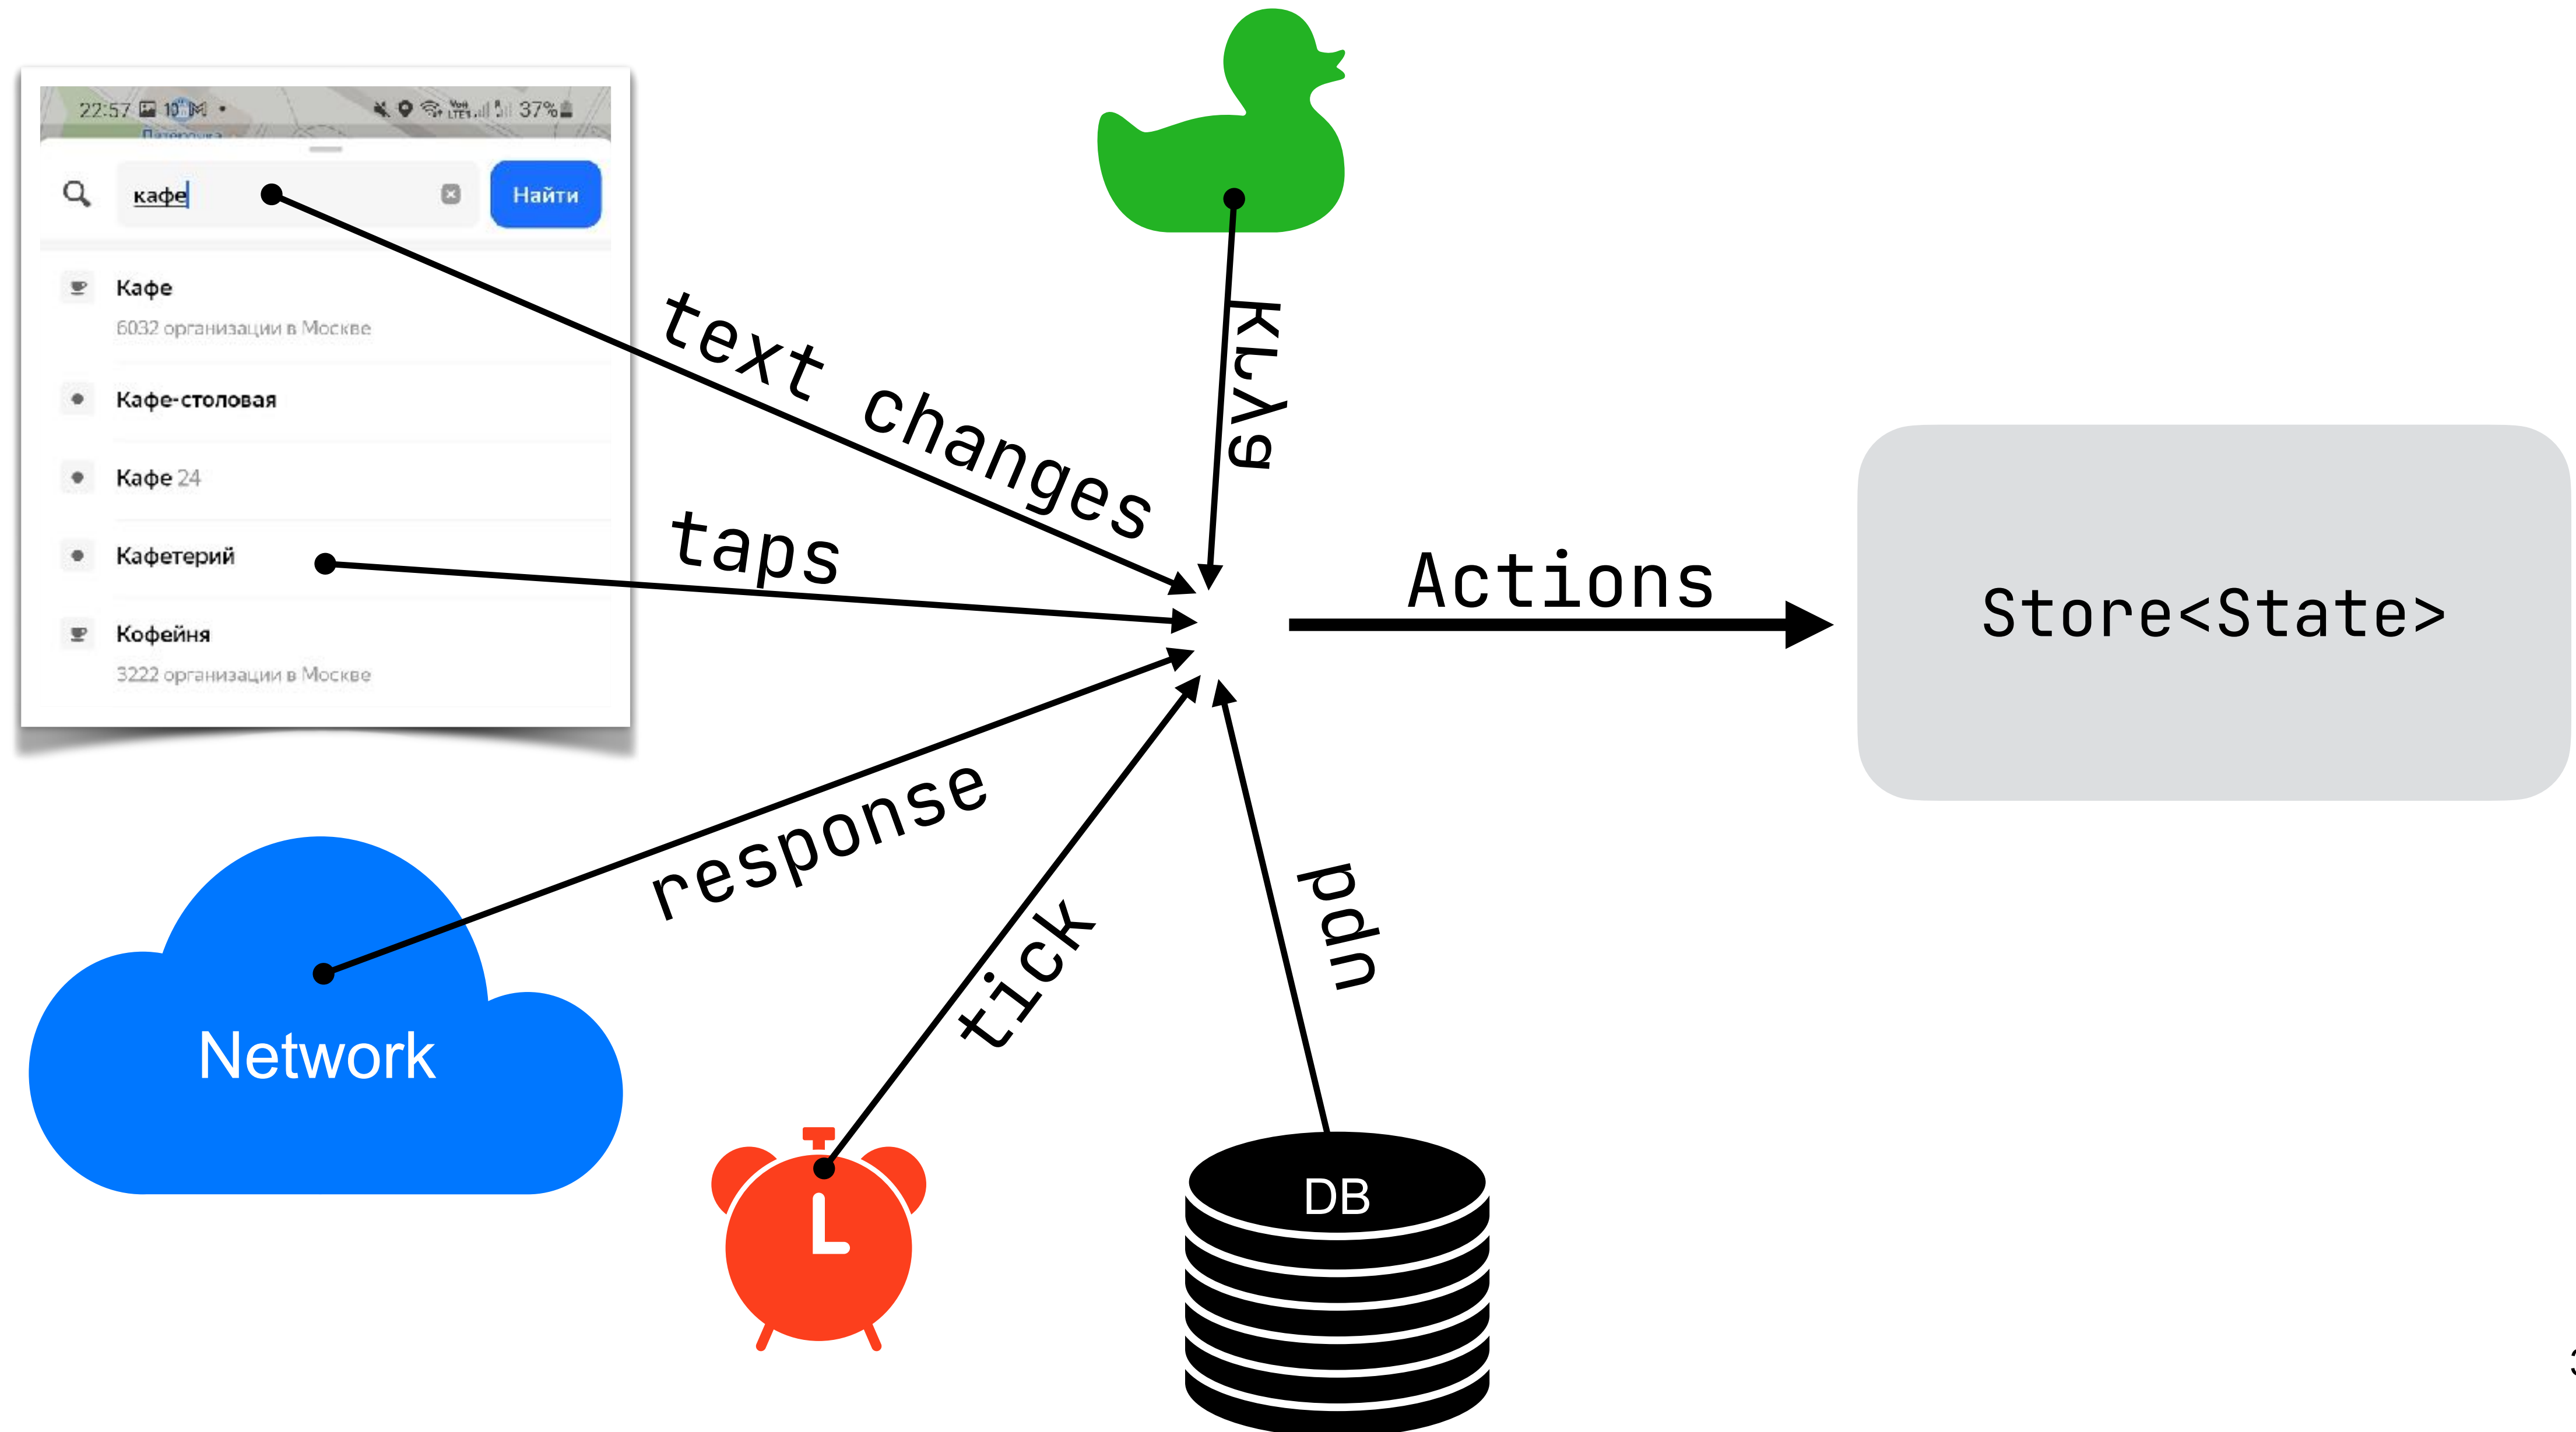 22:57 10° 37%
кафе
Найти
Кафе
6032 организации в Москве
Кафе-столовая
Кафе 24
Кафетерий
Кофейня
3222 организации в Москве
text changes
taps
Actions
Store<State>
response
tick
upd
Network
DB